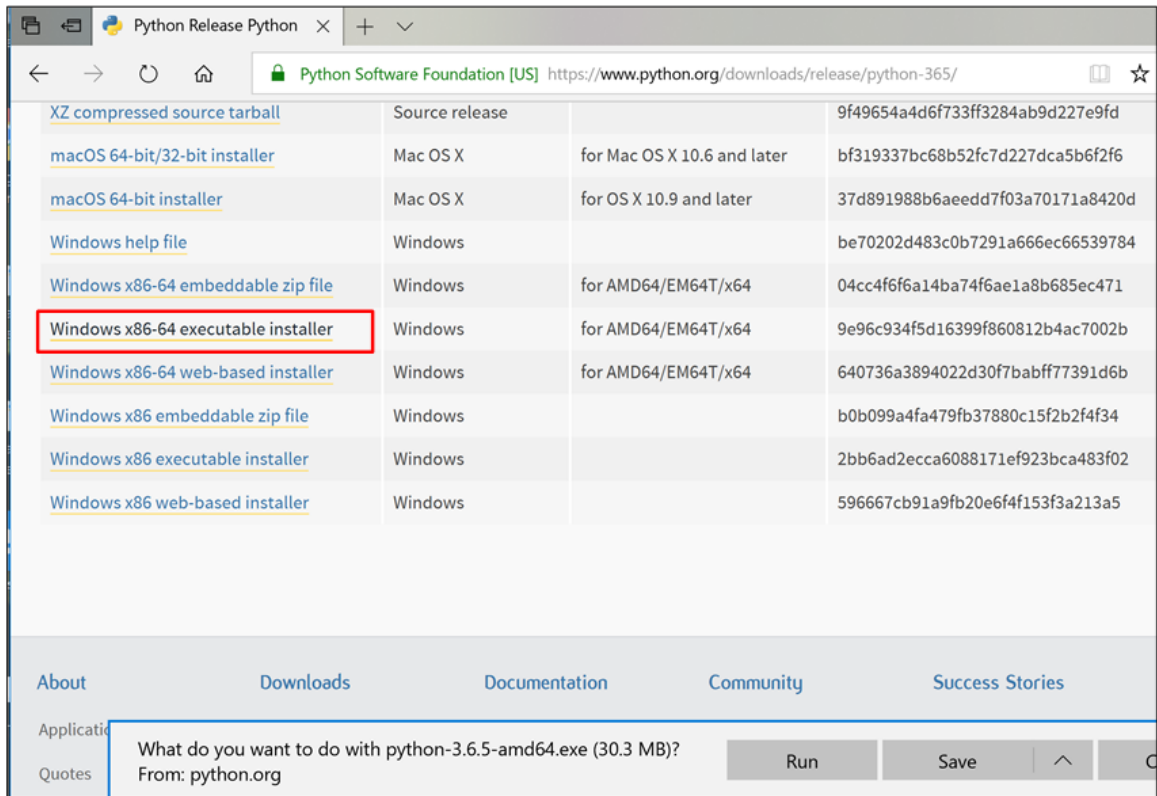 Python Release Python
Python Software Foundation [US] https://www.python.org/downloads/release/python-365/
XZ compressed source tarball Source release 9f49654a4d6f733ff3284ab9d227e9fd
macOS 64-bit/32-bit installer Mac OS X for Mac OS X 10.6 and later bf319337bc68b52fc7d227dca5b6f2f6
macOS 64-bit installer Mac OS X for OS X 10.9 and later 37d891988b6aeedd7f03a70171a8420d
Windows help file Windows be70202d483c0b7291a666ec66539784
Windows x86-64 embeddable zip file Windows for AMD64/EM64T/x64 04cc4f6f6a14ba74f6ae1a8b685ec471
Windows x86-64 executable installer Windows for AMD64/EM64T/x64 9e96c934f5d16399f860812b4ac7002b
Windows x86-64 web-based installer Windows for AMD64/EM64T/x64 640736a3894022d30f7babff77391d6b
Windows x86 embeddable zip file Windows b0b099a4fa479fb37880c15f2b2f4f34
Windows x86 executable installer Windows 2bb6ad2ecca6088171ef923bca483f02
Windows x86 web-based installer Windows 596667cb91a9fb20e6f4f153f3a213a5
About Downloads Documentation Community Success Stories
Applicatio
Quotes
What do you want to do with python-3.6.5-amd64.exe (30.3 MB)?
From: python.org
Run Save C